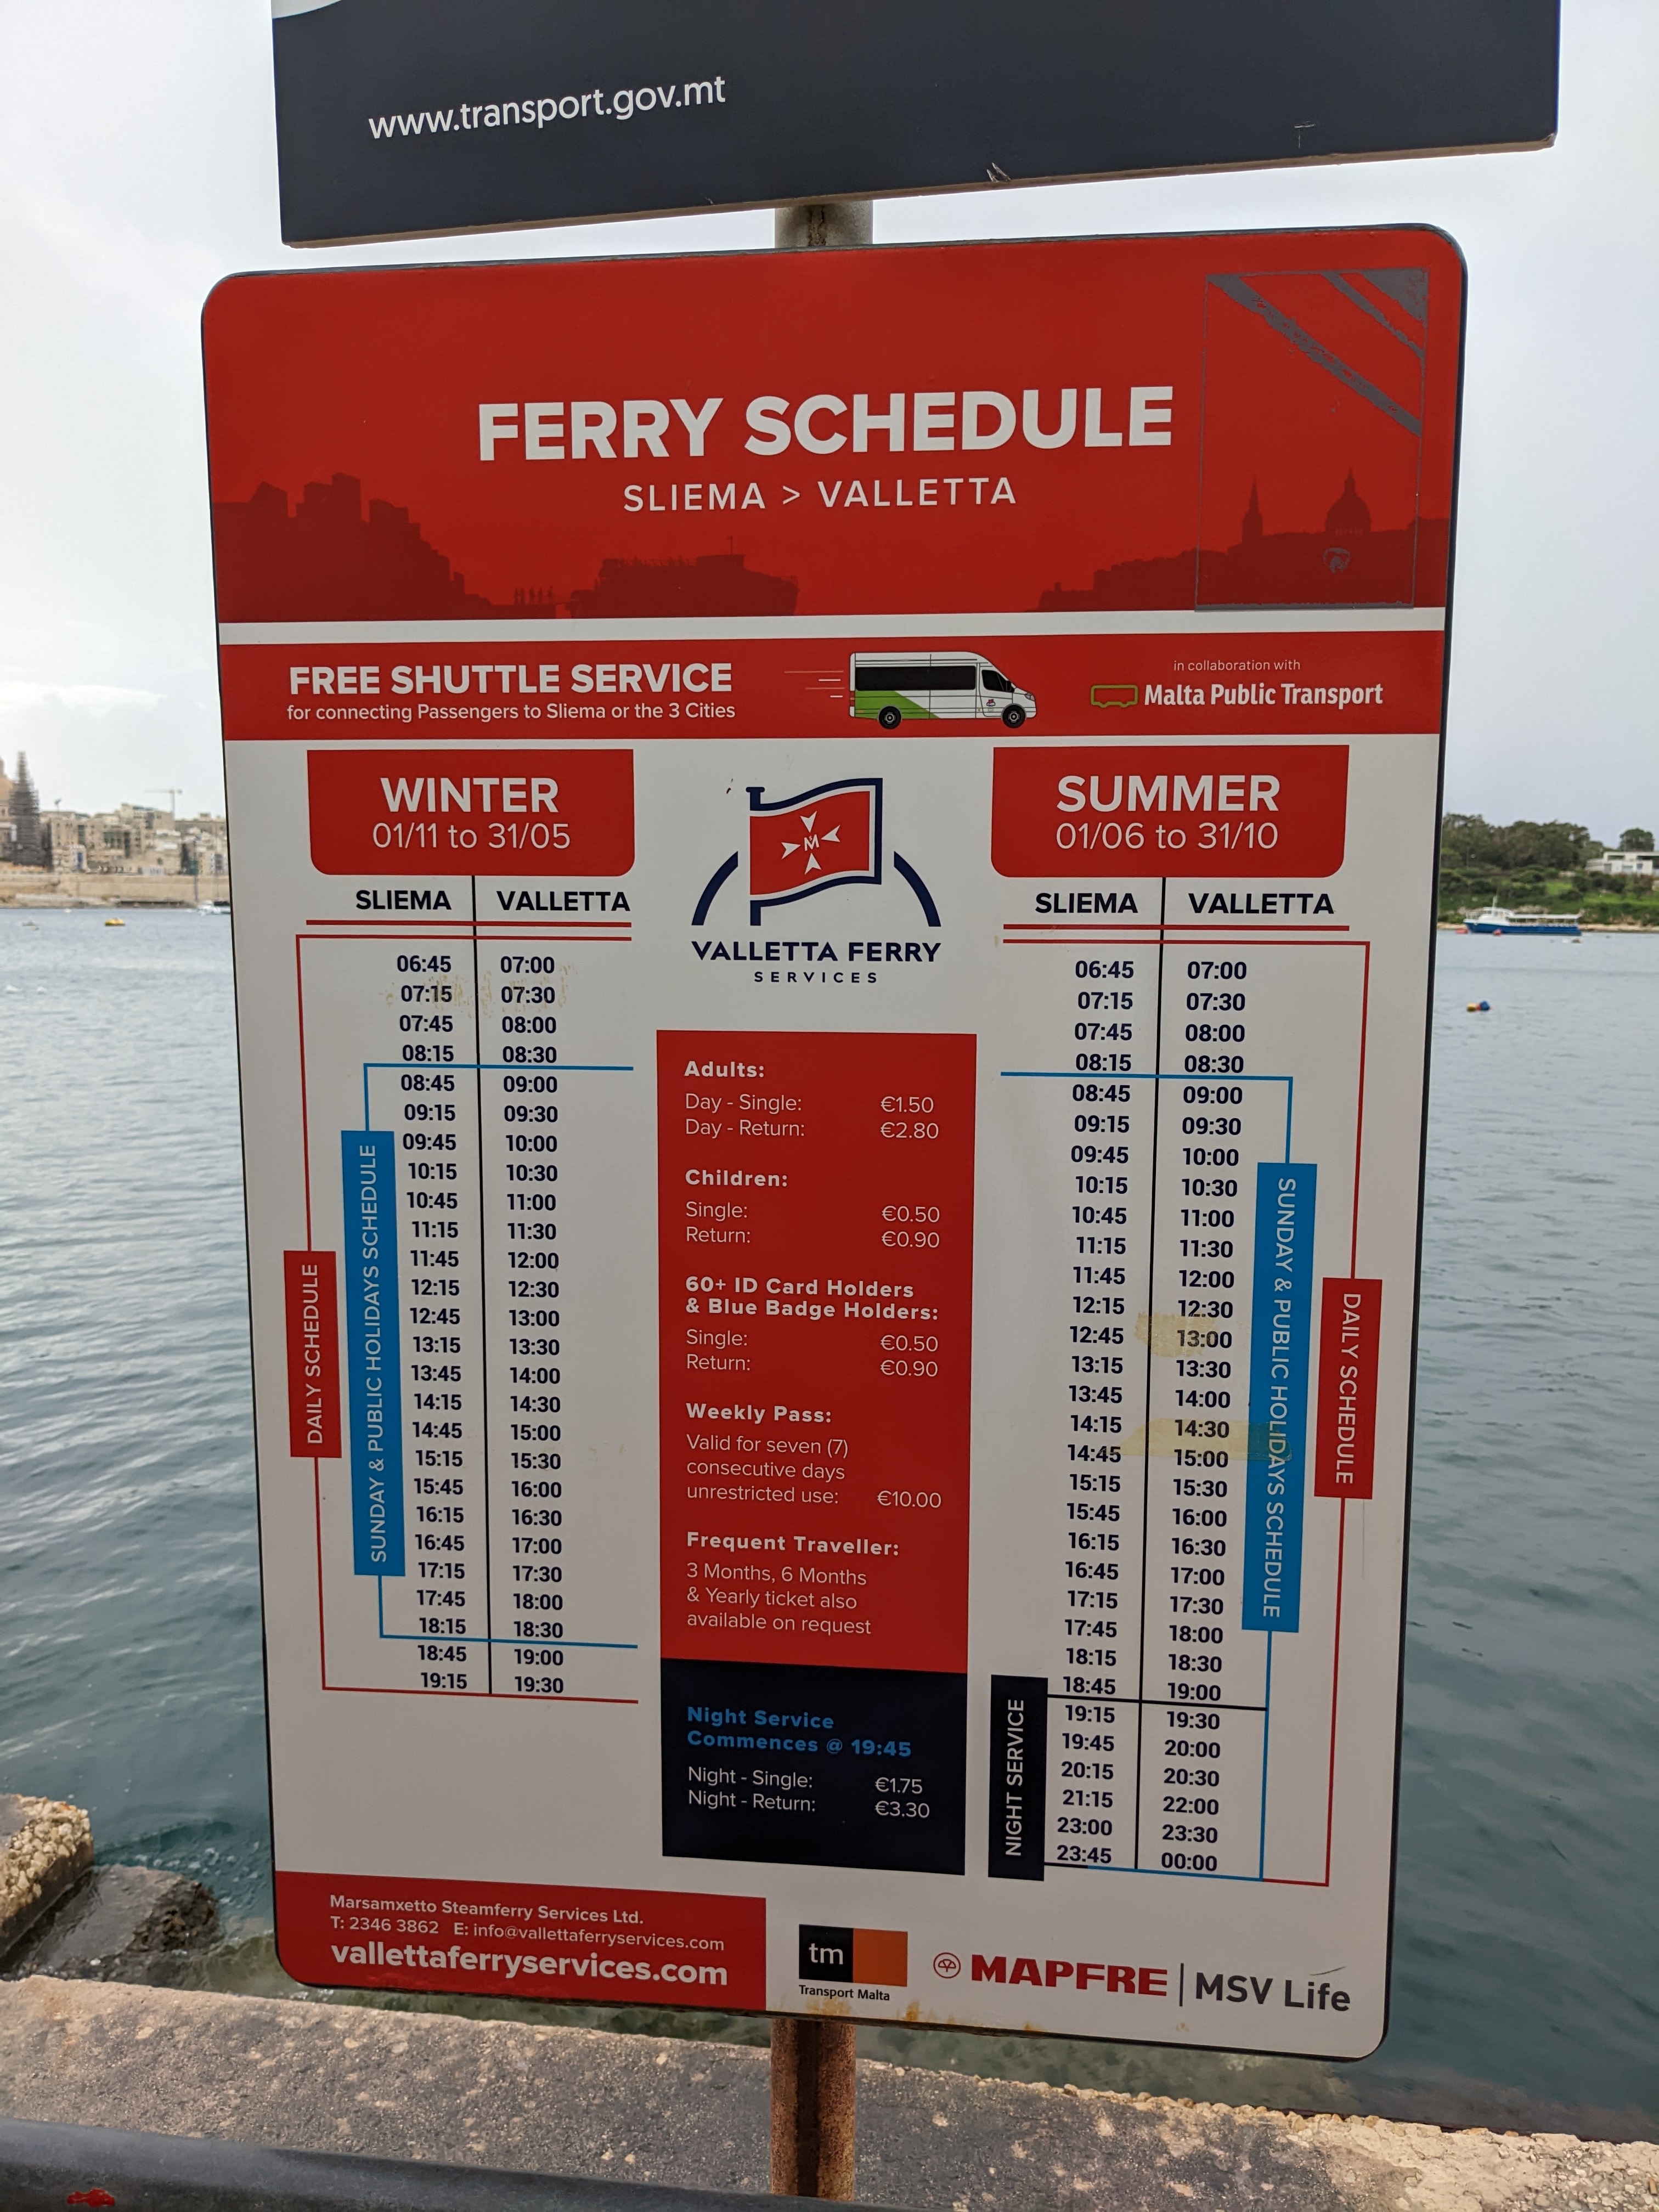 www.transport.gov.mt
FERRY SCHEDULE
SLIEMA > VALLETTA
FREE SHUTTLE SERVICE
for connecting Passengers to Sliema or the 3 Cities
in collaboration with
Malta Public Transport
WINTER
01/11 to 31/05
SLIEMA VALLETTA
06:45 07:00
07:15 07:30
07:45 08:00
08:15 08:30
08:45 09:00
09:15 09:30
09:45 10:00
10:15 10:30
10:45 11:00
11:15 11:30
11:45 12:00
12:15 12:30
12:45 13:00
13:15 13:30
13:45 14:00
14:15 14:30
14:45 15:00
15:15 15:30
15:45 16:00
16:15 16:30
16:45 17:00
17:15 17:30
17:45 18:00
18:15 18:30
18:45 19:00
19:15 19:30
DAILY SCHEDULE
SUNDAY & PUBLIC HOLIDAYS SCHEDULE
M
VALLETTA FERRY
SERVICES
Adults:
Day - Single: €1.50
Day - Return: €2.80
Children:
Single: €0.50
Return: €0.90
60+ ID Card Holders
& Blue Badge Holders:
Single: €0.50
Return: €0.90
Weekly Pass:
Valid for seven (7)
consecutive days
unrestricted use: €10.00
Frequent Traveller:
3 Months, 6 Months
& Yearly ticket also
available on request
Night Service
Commences @ 19:45
Night - Single: €1.75
Night - Return: €3.30
SUMMER
01/06 to 31/10
SLIEMA VALLETTA
06:45 07:00
07:15 07:30
07:45 08:00
08:15 08:30
08:45 09:00
09:15 09:30
09:45 10:00
10:15 10:30
10:45 11:00
11:15 11:30
11:45 12:00
12:15 12:30
12:45 13:00
13:15 13:30
13:45 14:00
14:15 14:30
14:45 15:00
15:15 15:30
15:45 16:00
16:15 16:30
16:45 17:00
17:15 17:30
17:45 18:00
18:15 18:30
18:45 19:00
19:15 19:30
19:45 20:00
20:15 20:30
21:15 22:00
23:00 23:30
23:45 00:00
SUNDAY & PUBLIC HOLIDAYS SCHEDULE
DAILY SCHEDULE
NIGHT SERVICE
Marsamxetto Steamferry Services Ltd.
T: 2346 3862 E: info@vallettaferryservices.com
vallettaferryservices.com
tm
Transport Malta
MAPFRE | MSV Life